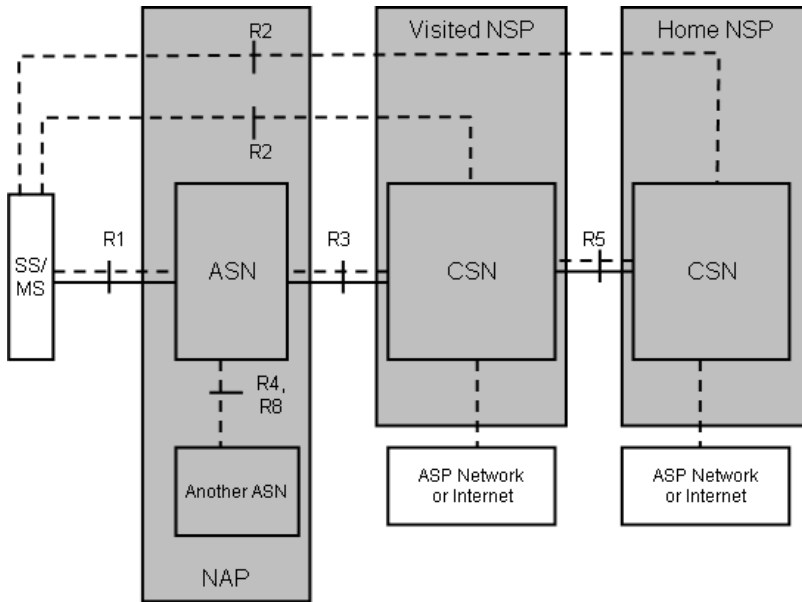 R2
Visited NSP
Home NSP
R2
SS/
MS
R1
ASN
R3
CSN
R5
CSN
R4,
R8
Another ASN
ASP Network
or Internet
ASP Network
or Internet
NAP